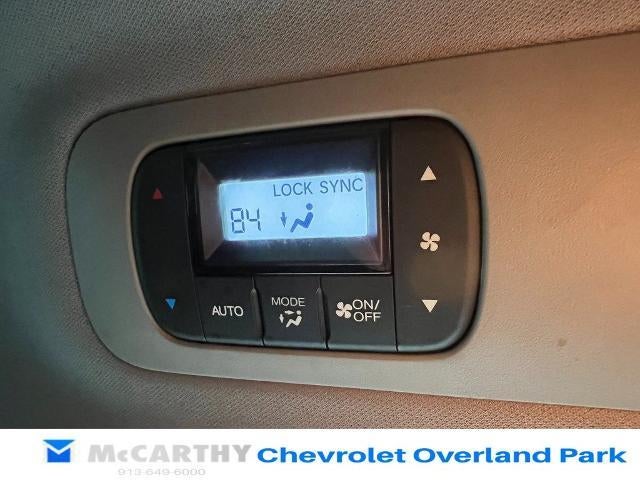 LOCK SYNC
84
AUTO
MODE
ON/
OFF
McCARTHY Chevrolet Overland Park
913-649-6000